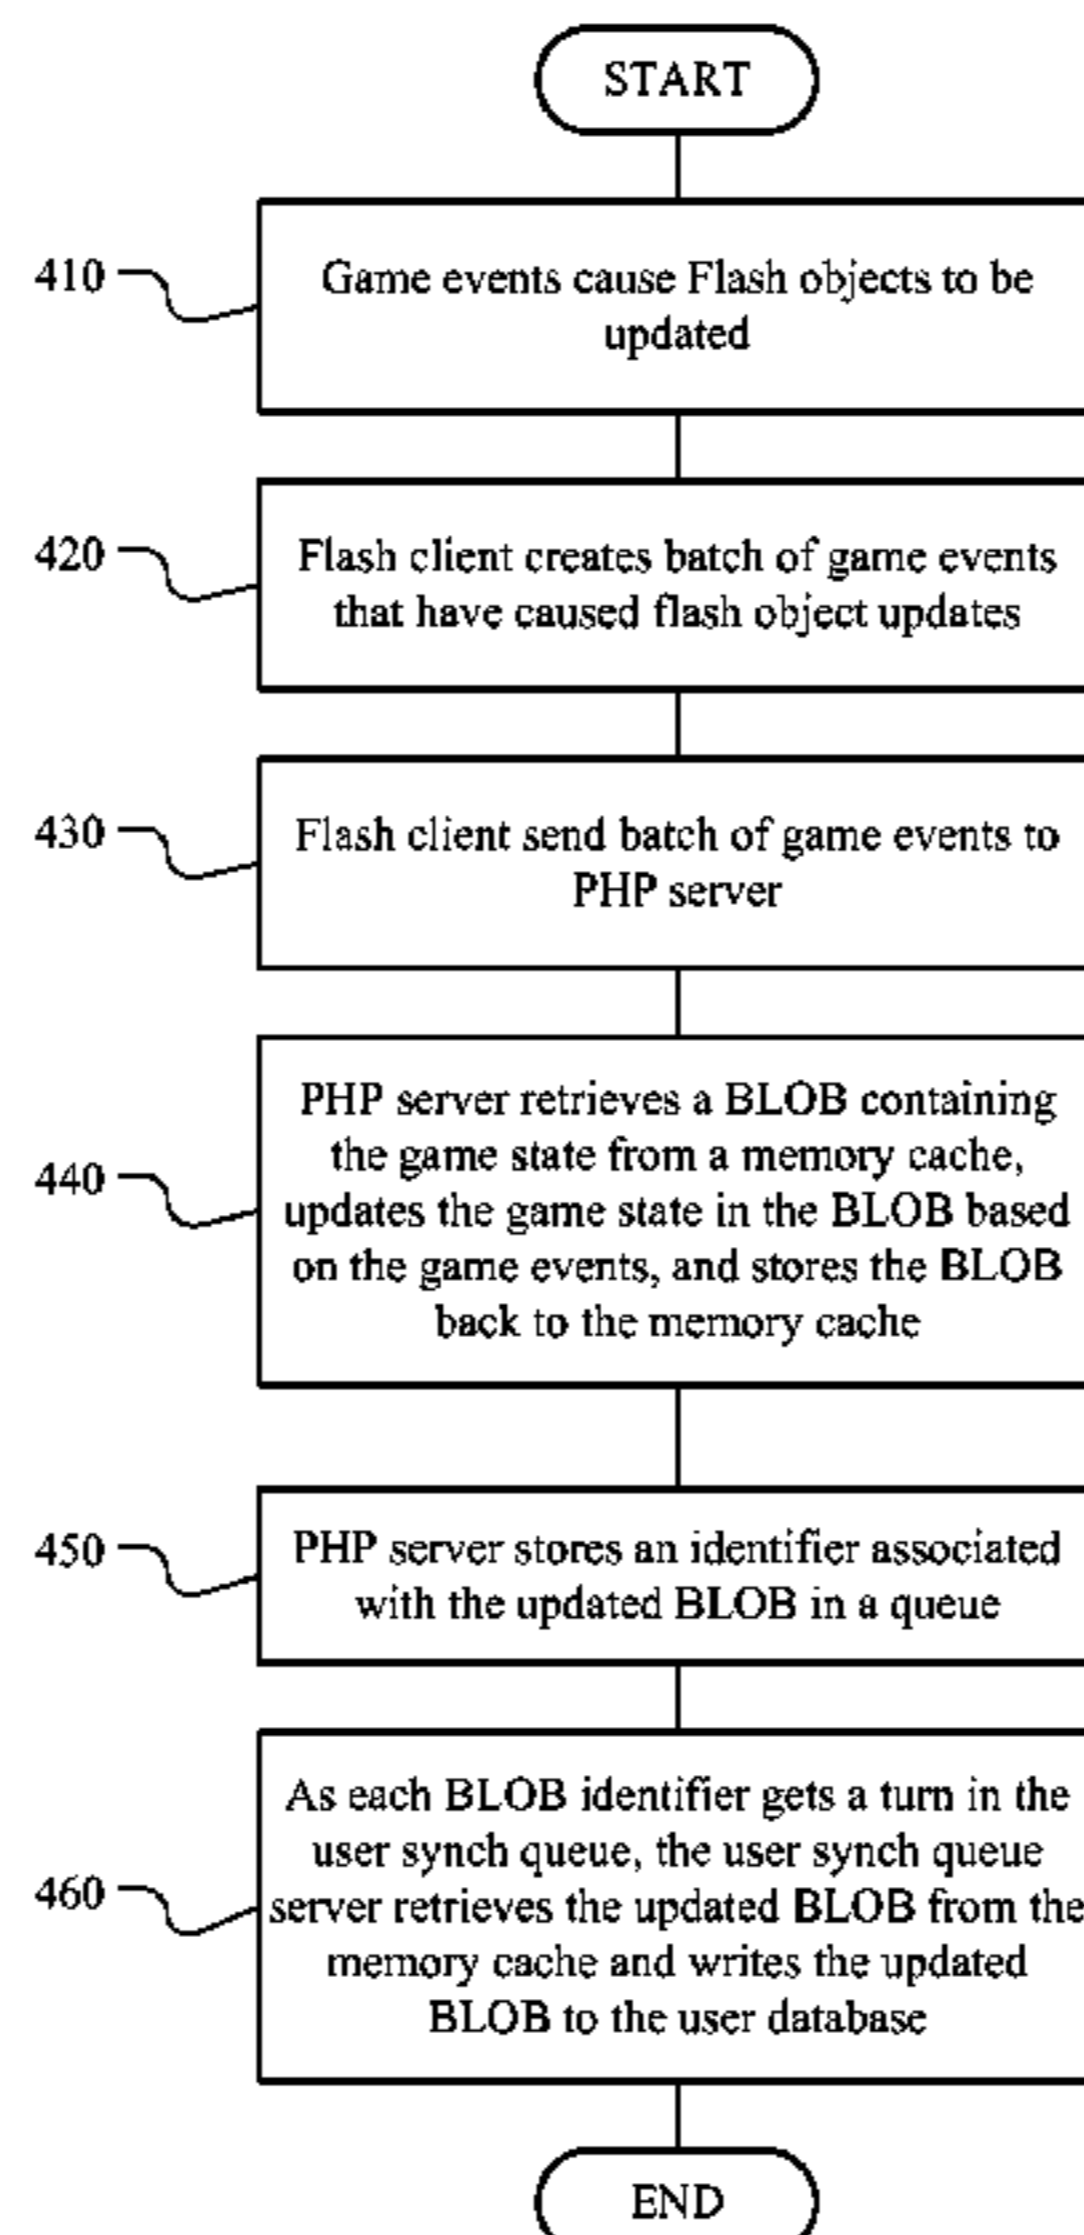 START
410
Game events cause Flash objects to be
updated
420
Flash client creates batch of game events
that have caused flash object updates
430
Flash client send batch of game events to
PHP server
440
PHP server retrieves a BLOB containing
the game state from a memory cache,
updates the game state in the BLOB based
on the game events, and stores the BLOB
back to the memory cache
450
PHP server stores an identifier associated
with the updated BLOB in a queue
460
As each BLOB identifier gets a turn in the
user synch queue, the user synch queue
server retrieves the updated BLOB from the
memory cache and writes the updated
BLOB to the user database
END